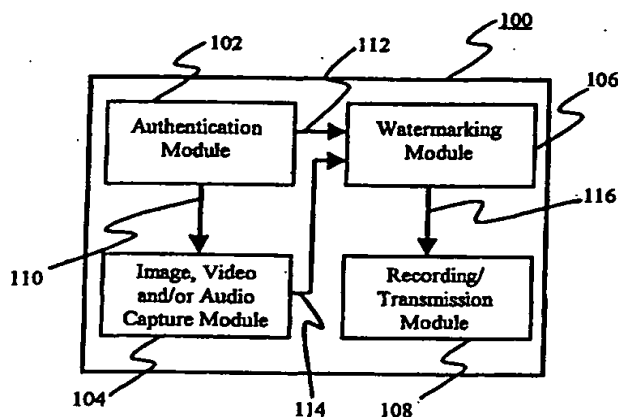 100
102
112
106
Authentication
Module
Watermarking
Module
116
110
Image, Video
and/or Audio
Capture Module
Recording/
Transmission
Module
104
114
108